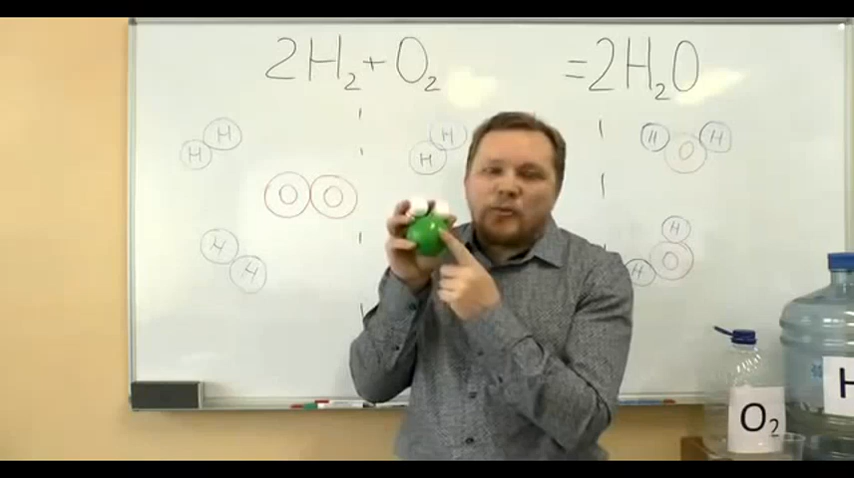 2H₂ + O₂ = 2H₂O
H H
H H
H H
O O
O
H H
H
H O
O₂
H